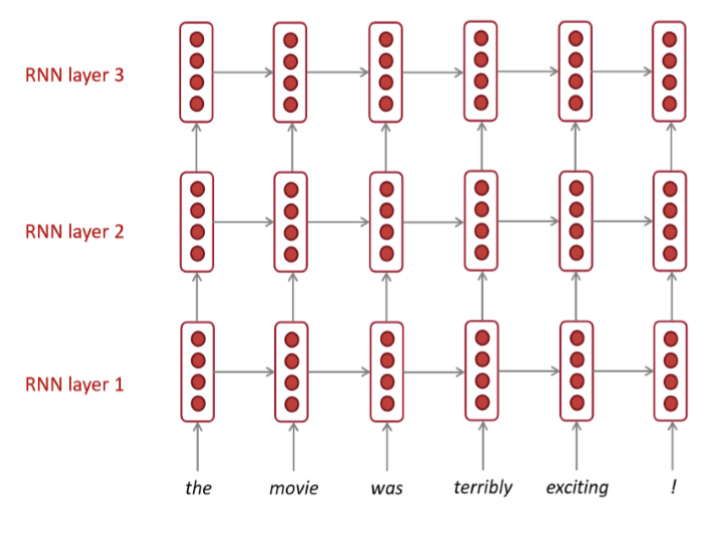 RNN layer 3
RNN layer 2
RNN layer 1
the movie was terribly exciting !